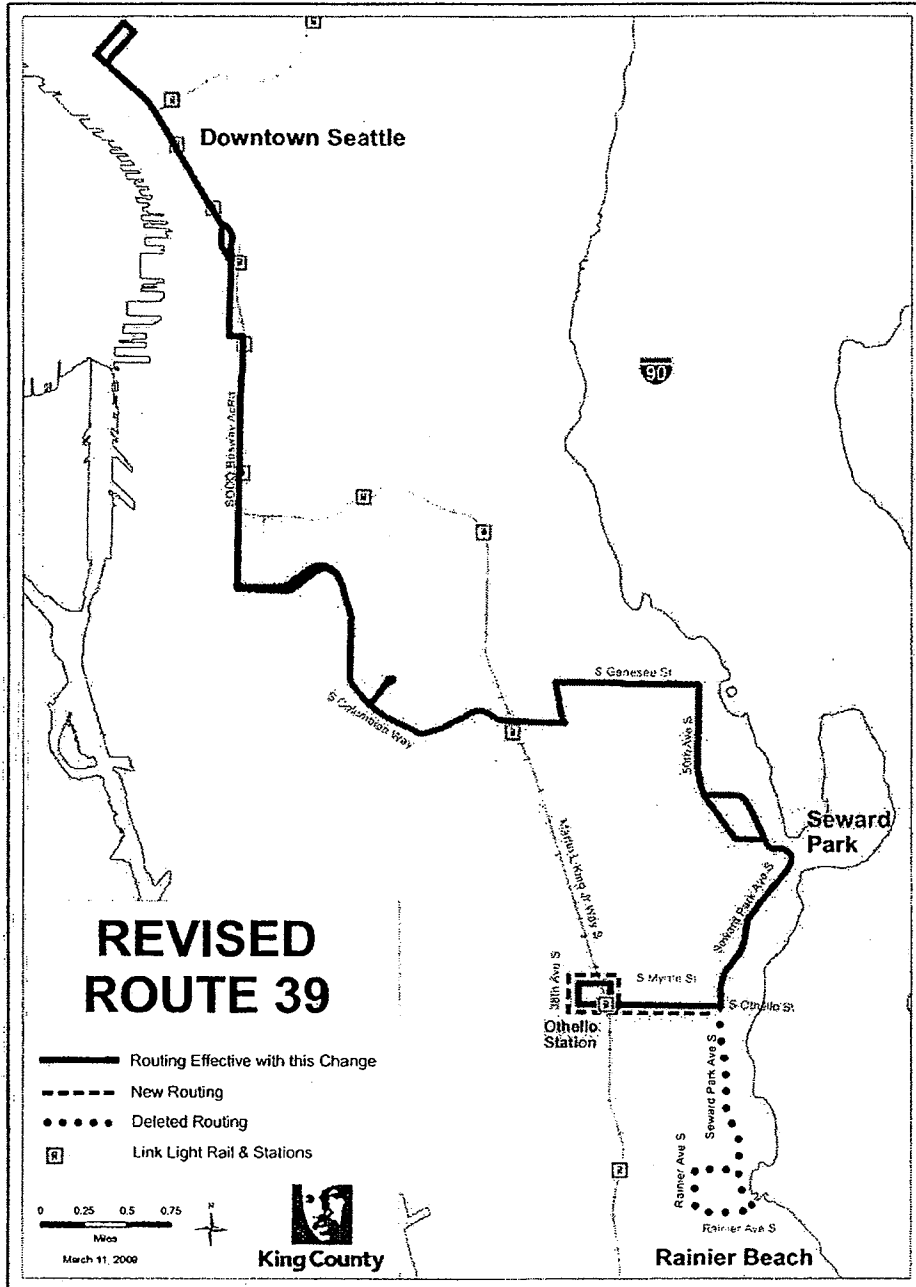 Downtown Seattle
90
SODO Busway AcRd
S Genesee St
S Columbian Way
50th Ave S
Seward
Park
Martin L King Jr Way S
Seward Park Ave S
REVISED
ROUTE 39
38th Ave S
S Myrtle St
S Othello St
Othello
Station
Seward Park Ave S
Routing Effective with this Change
New Routing
Deleted Routing
Link Light Rail & Stations
Rainier Ave S
Rainier Ave S
0 0.25 0.5 0.75
Miles
N
March 11, 2009
King County
Rainier Beach